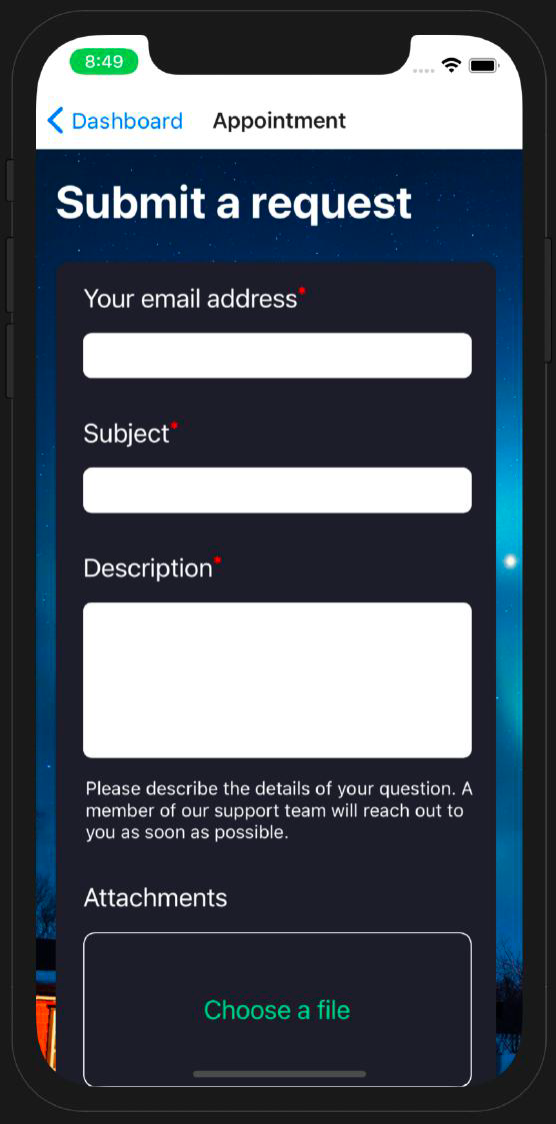 8:49
Dashboard Appointment
Submit a request
Your email address*
Subject*
Description*
Please describe the details of your question. A
member of our support team will reach out to
you as soon as possible.
Attachments
Choose a file